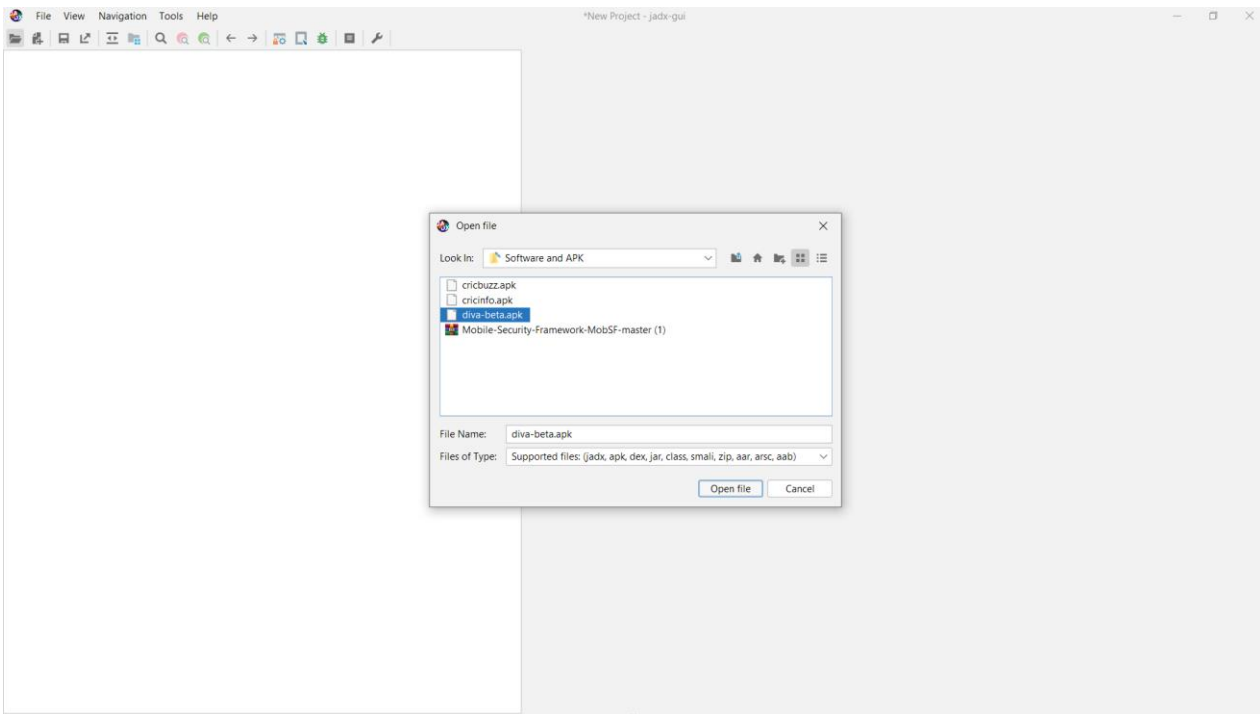 File View Navigation Tools Help
*New Project - jadx-gui
Open file
Look In: Software and APK
cricbuzz.apk
cricinfo.apk
diva-beta.apk
Mobile-Security-Framework-MobSF-master (1)
File Name: diva-beta.apk
Files of Type: Supported files: (jadx, apk, dex, jar, class, smali, zip, aar, arsc, aab)
Open file Cancel